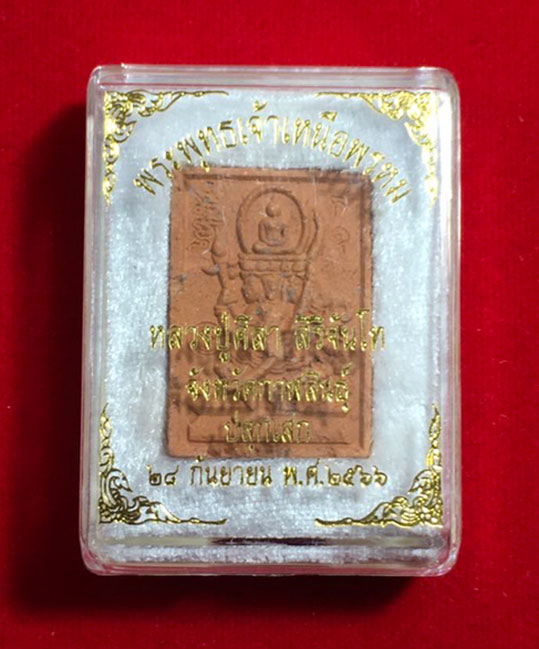 พระพุทธเจ้าเหนือพรหม
หลวงปู่ศิลา สิริจันโท
จังหวัดกาฬสินธุ์
ปลุกเสก
๒๘ กันยายน พ.ศ.๒๕๖๖